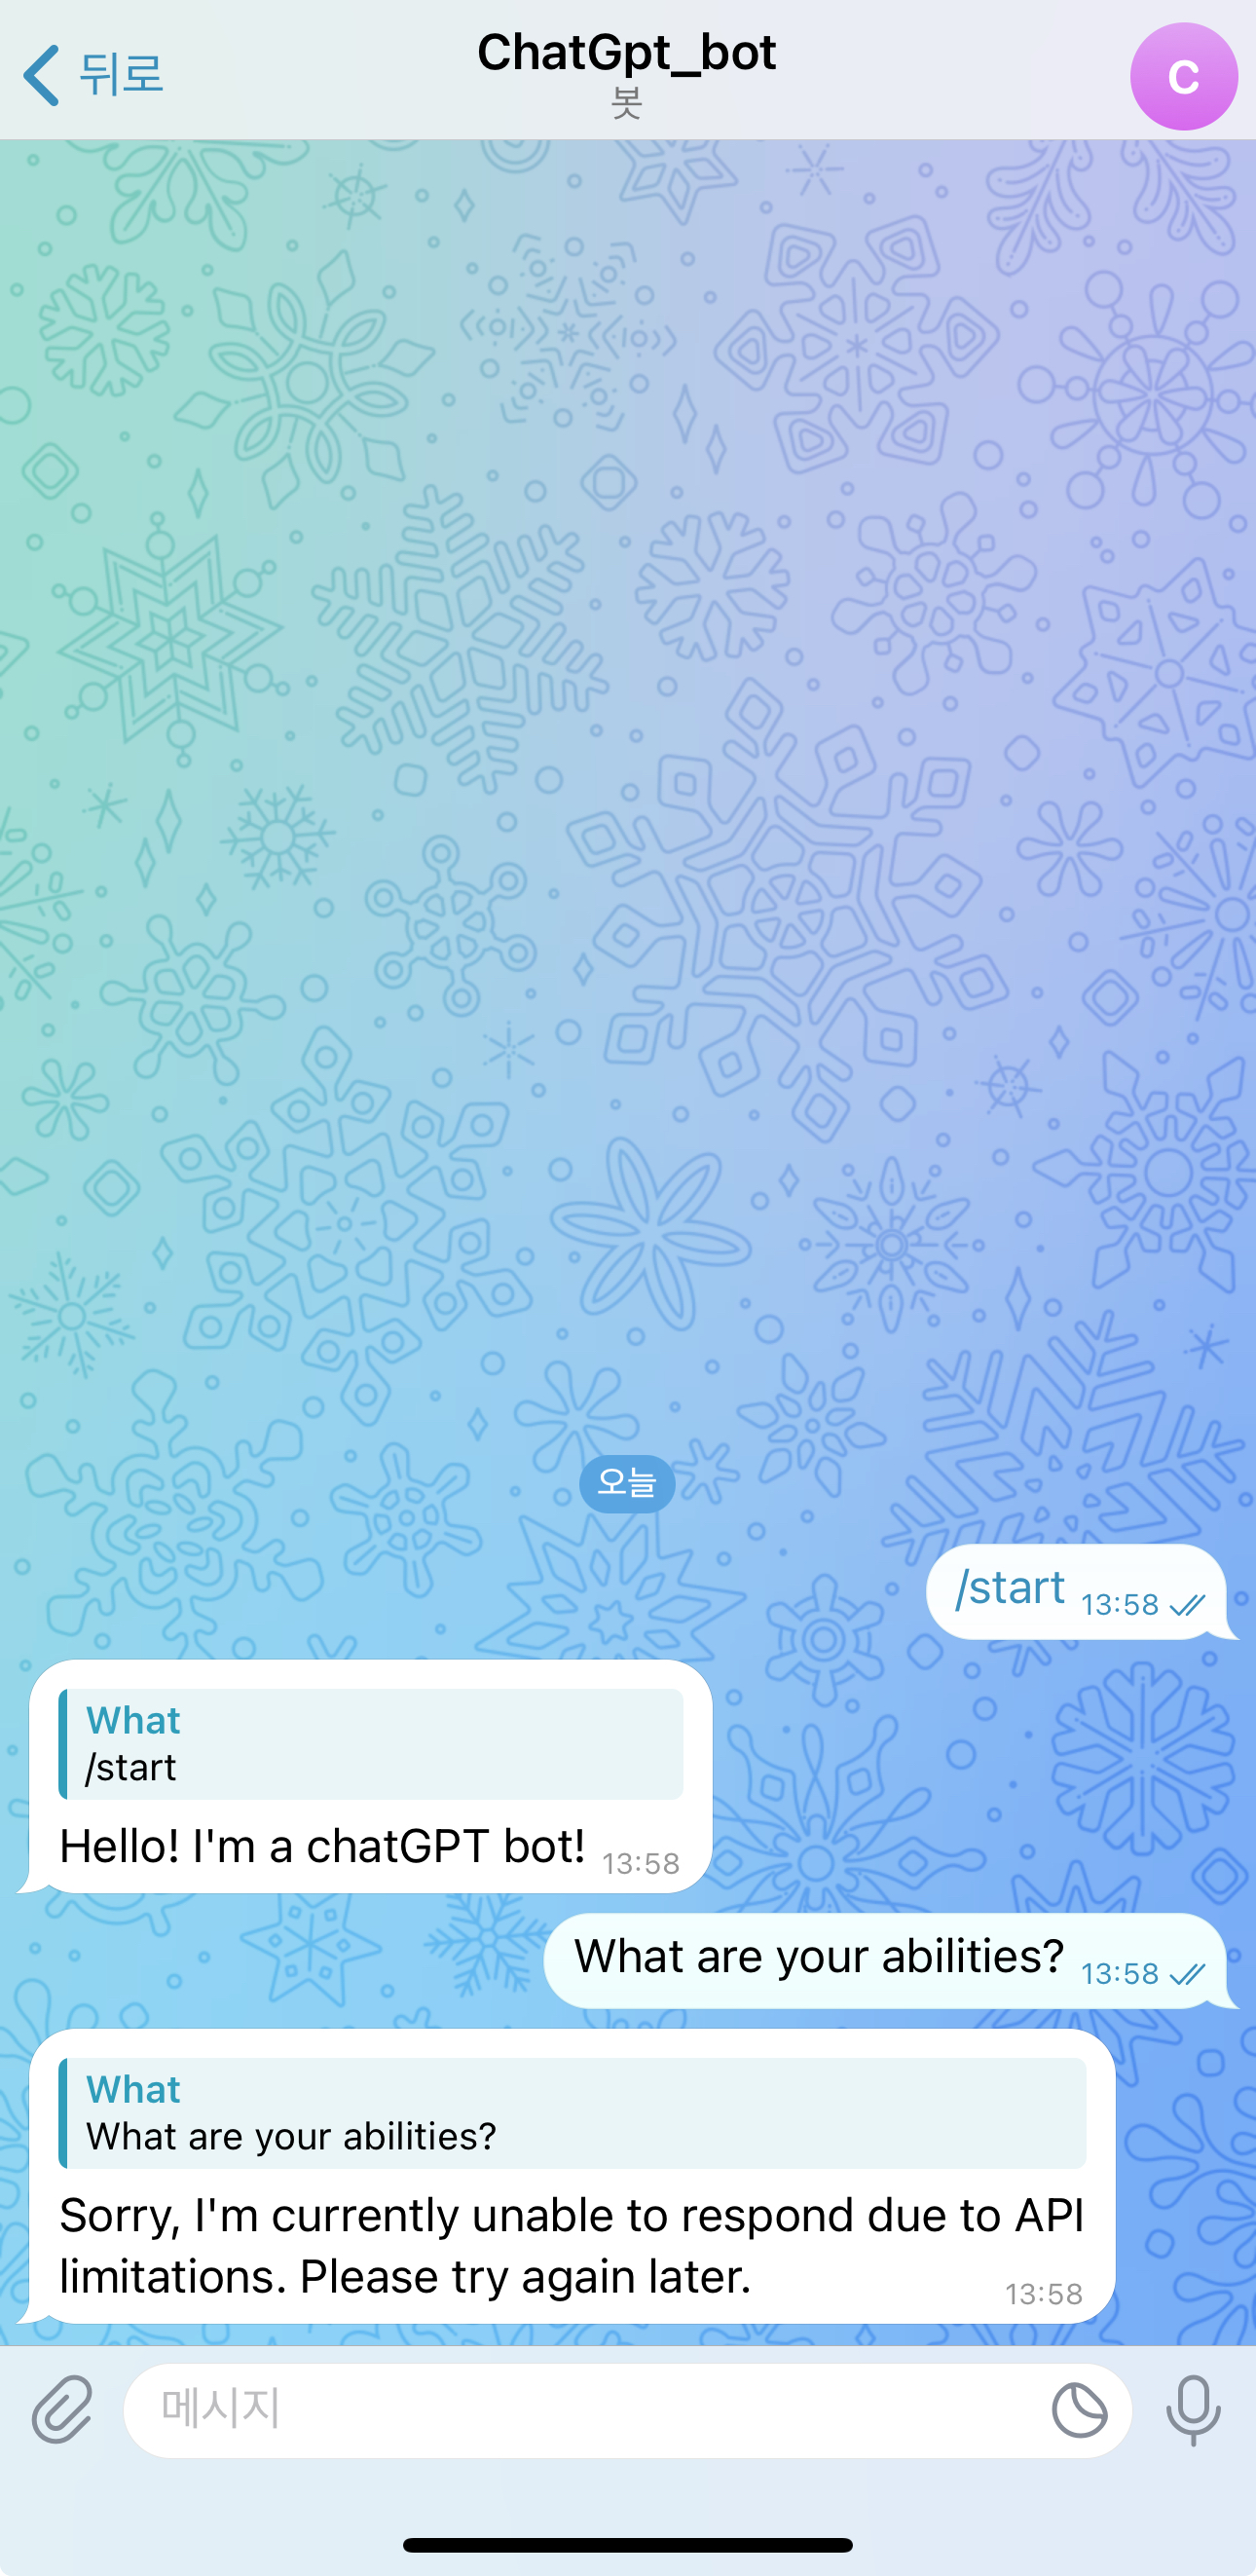 뒤로
ChatGpt_bot
봇
C
오늘
/start 13:58
What
/start
Hello! I'm a chatGPT bot! 13:58
What are your abilities? 13:58
What
What are your abilities?
Sorry, I'm currently unable to respond due to API
limitations. Please try again later.
13:58
메시지